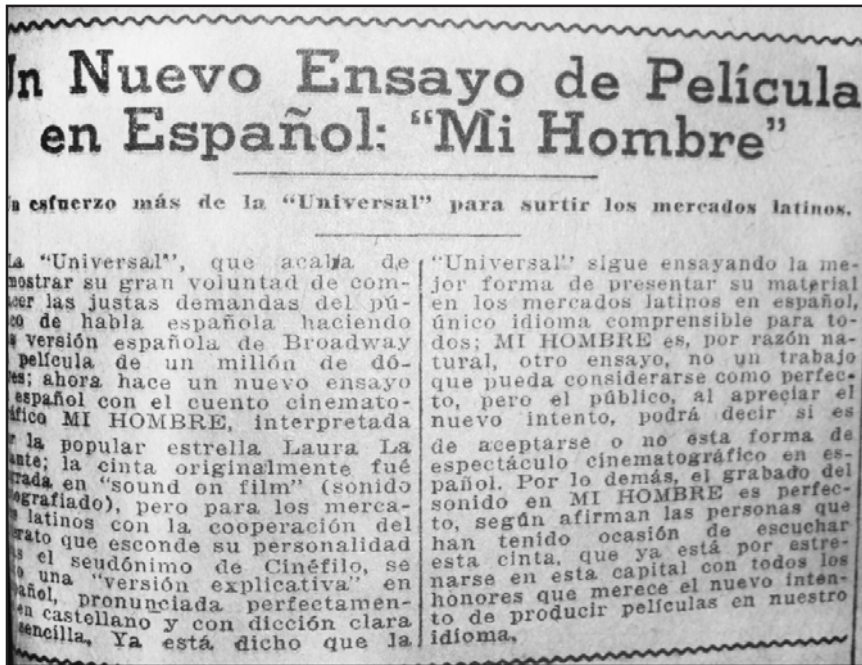 Un Nuevo Ensayo de Película
en Español: “Mi Hombre”
Un esfuerzo más de la “Universal” para surtir los mercados latinos.
La “Universal”, que acaba de
mostrar su gran voluntad de com-
cer las justas demandas del pú-
co de habla española haciendo
versión española de Broadway
película de un millón de dó-
es; ahora hace un nuevo ensayo
español con el cuento cinemato-
áfico MI HOMBRE, interpretada
r la popular estrella Laura La
ante; la cinta originalmente fué
rada en “sound on film” (sonido
ografiado), pero para los merca-
latinos con la cooperación del
erato que esconde su personalidad
el seudónimo de Cinéfilo, se
una “versión explicativa” en
pañol, pronunciada perfectamen-
en castellano y con dicción clara
sencilla. Ya está dicho que la
“Universal” sigue ensayando la me-
jor forma de presentar su material
en los mercados latinos en español,
único idioma comprensible para to-
dos; MI HOMBRE es, por razón na-
tural, otro ensayo, no un trabajo
que pueda considerarse como perfec-
to, pero el público, al apreciar el
nuevo intento, podrá decir si es
de aceptarse o no esta forma de
espectáculo cinematográfico en es-
pañol. Por lo demás, el grabado del
sonido en MI HOMBRE es perfec-
to, según afirman las personas que
han tenido ocasión de escuchar
esta cinta, que ya está por estre-
narse en esta capital con todos los
honores que merece el nuevo inten-
to de producir películas en nuestro
idioma.